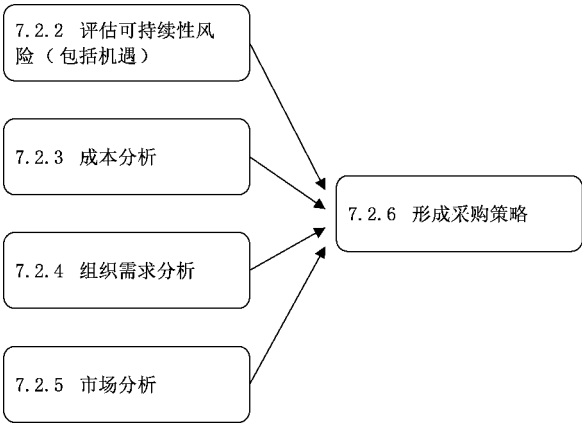 7.2.2 评估可持续性风
险（包括机遇）
7.2.3 成本分析
7.2.4 组织需求分析
7.2.5 市场分析
7.2.6 形成采购策略